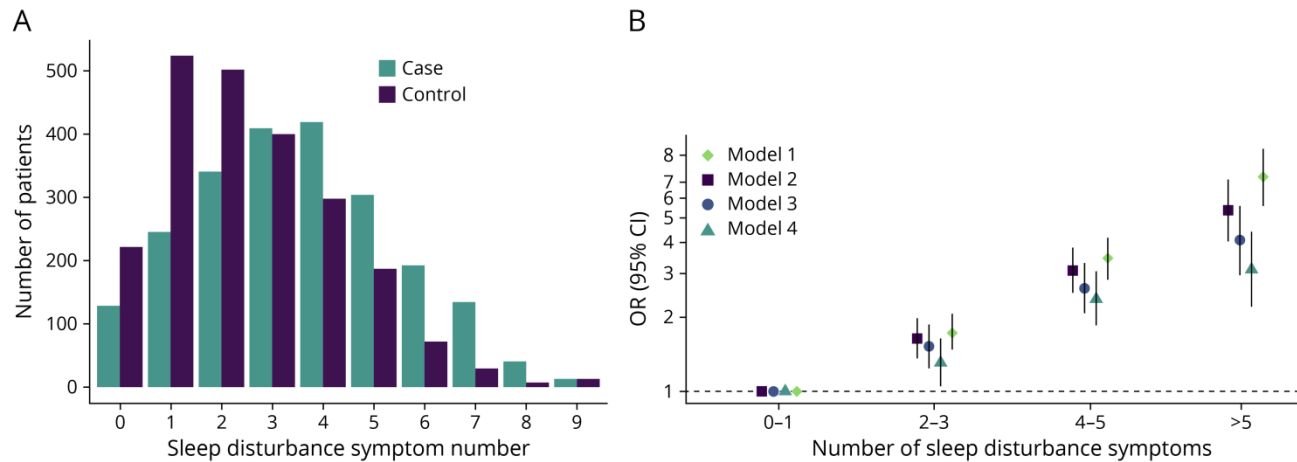 A
Number of patients
500
400
300
200
100
0
Case
Control
0 1 2 3 4 5 6 7 8 9
Sleep disturbance symptom number
B
OR (95% CI)
8
7
6
5
4
3
2
1
Model 1
Model 2
Model 3
Model 4
0–1 2–3 4–5 >5
Number of sleep disturbance symptoms